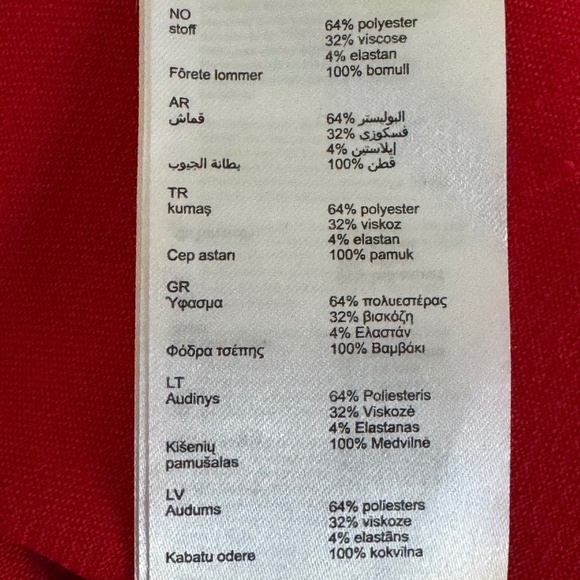 NO
stoff 64% polyester
32% viscose
4% elastan
Fôrete lommer 100% bomull
AR
قماش 64% البوليستر
32% فسكوزي
4% إيلاستين
بطانة الجيوب 100% قطن
TR
kumaş 64% polyester
32% viskoz
4% elastan
Cep astarı 100% pamuk
GR
Ύφασμα 64% πολυεστέρας
32% βισκόζη
4% Ελαστάν
Φόδρα τσέπης 100% Βαμβάκι
LT
Audinys 64% Poliesteris
32% Viskozė
4% Elastanas
Kišenių 100% Medvilnė
pamušalas
LV
Audums 64% poliesters
32% viskoze
4% elastāns
Kabatu odere 100% kokvilna